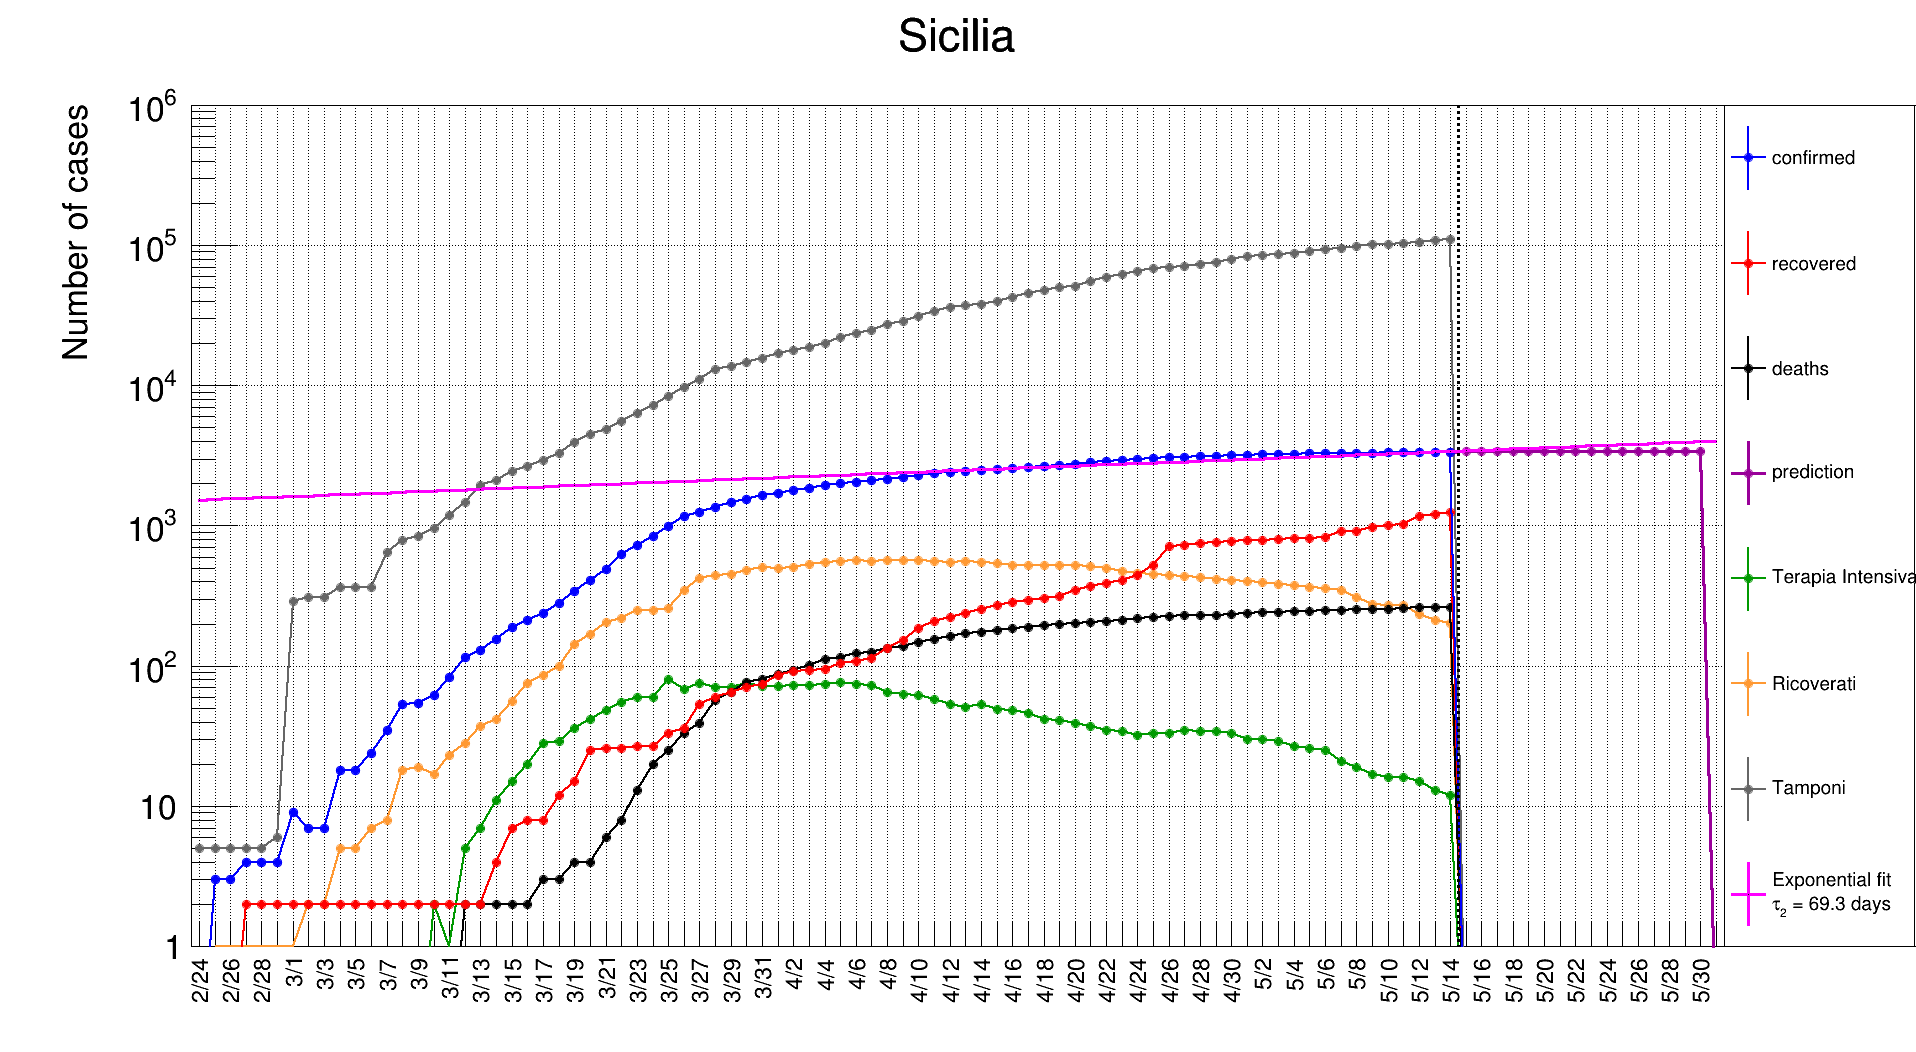 Sicilia
Number of cases
10^6
10^5
10^4
10^3
10^2
10
1
2/24 2/26 2/28 3/1 3/3 3/5 3/7 3/9 3/11 3/13 3/15 3/17 3/19 3/21 3/23 3/25 3/27 3/29 3/31 4/2 4/4 4/6 4/8 4/10 4/12 4/14 4/16 4/18 4/20 4/22 4/24 4/26 4/28 4/30 5/2 5/4 5/6 5/8 5/10 5/12 5/14 5/16 5/18 5/20 5/22 5/24 5/26 5/28 5/30
confirmed
recovered
deaths
prediction
Terapia Intensiva
Ricoverati
Tamponi
Exponential fit
τ_2 = 69.3 days